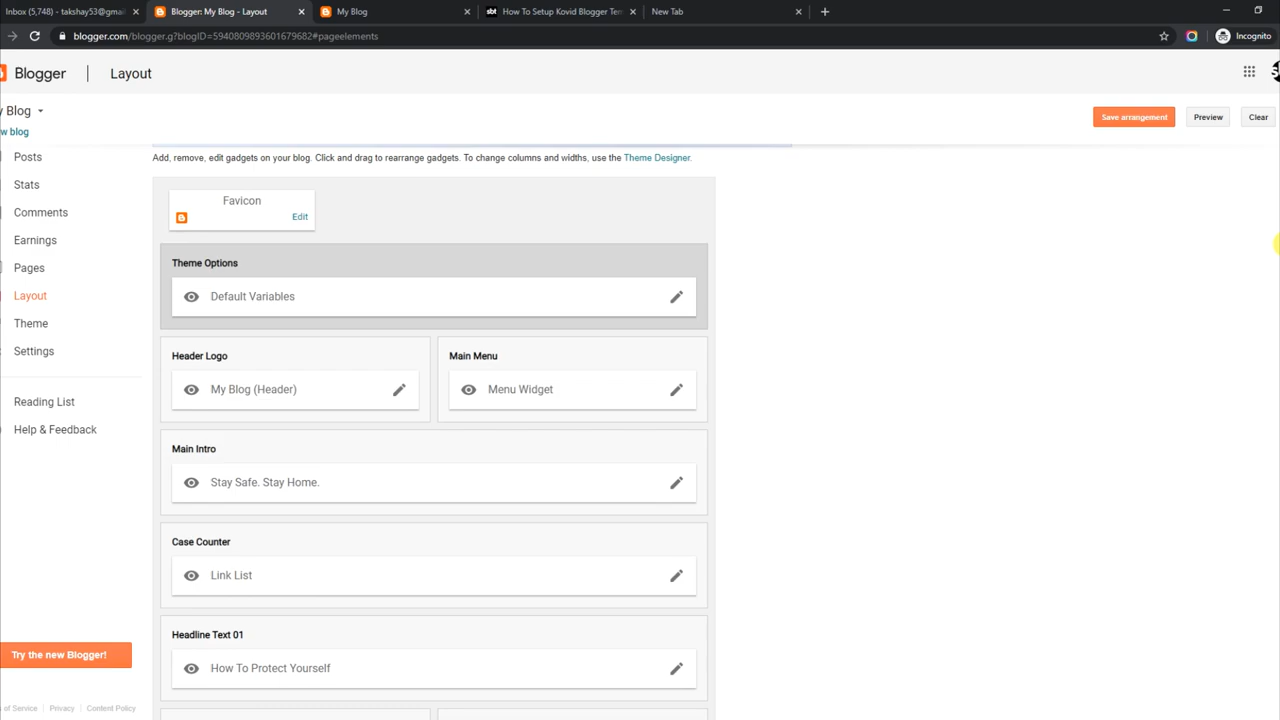 Inbox (5,748) - takshay53@gmail
Blogger: My Blog - Layout
My Blog
How To Setup Kovid Blogger Tem
New Tab
blogger.com/blogger.g?blogID=5940809893601679682#pageelements
Incognito
Blogger
Layout
y Blog
w blog
Save arrangement
Preview
Clear
Posts
Stats
Comments
Earnings
Pages
Layout
Theme
Settings
Reading List
Help & Feedback
Try the new Blogger!
of Service
Privacy
Content Policy
Add, remove, edit gadgets on your blog. Click and drag to rearrange gadgets. To change columns and widths, use the Theme Designer.
Favicon
Edit
Theme Options
Default Variables
Header Logo
My Blog (Header)
Main Menu
Menu Widget
Main Intro
Stay Safe. Stay Home.
Case Counter
Link List
Headline Text 01
How To Protect Yourself